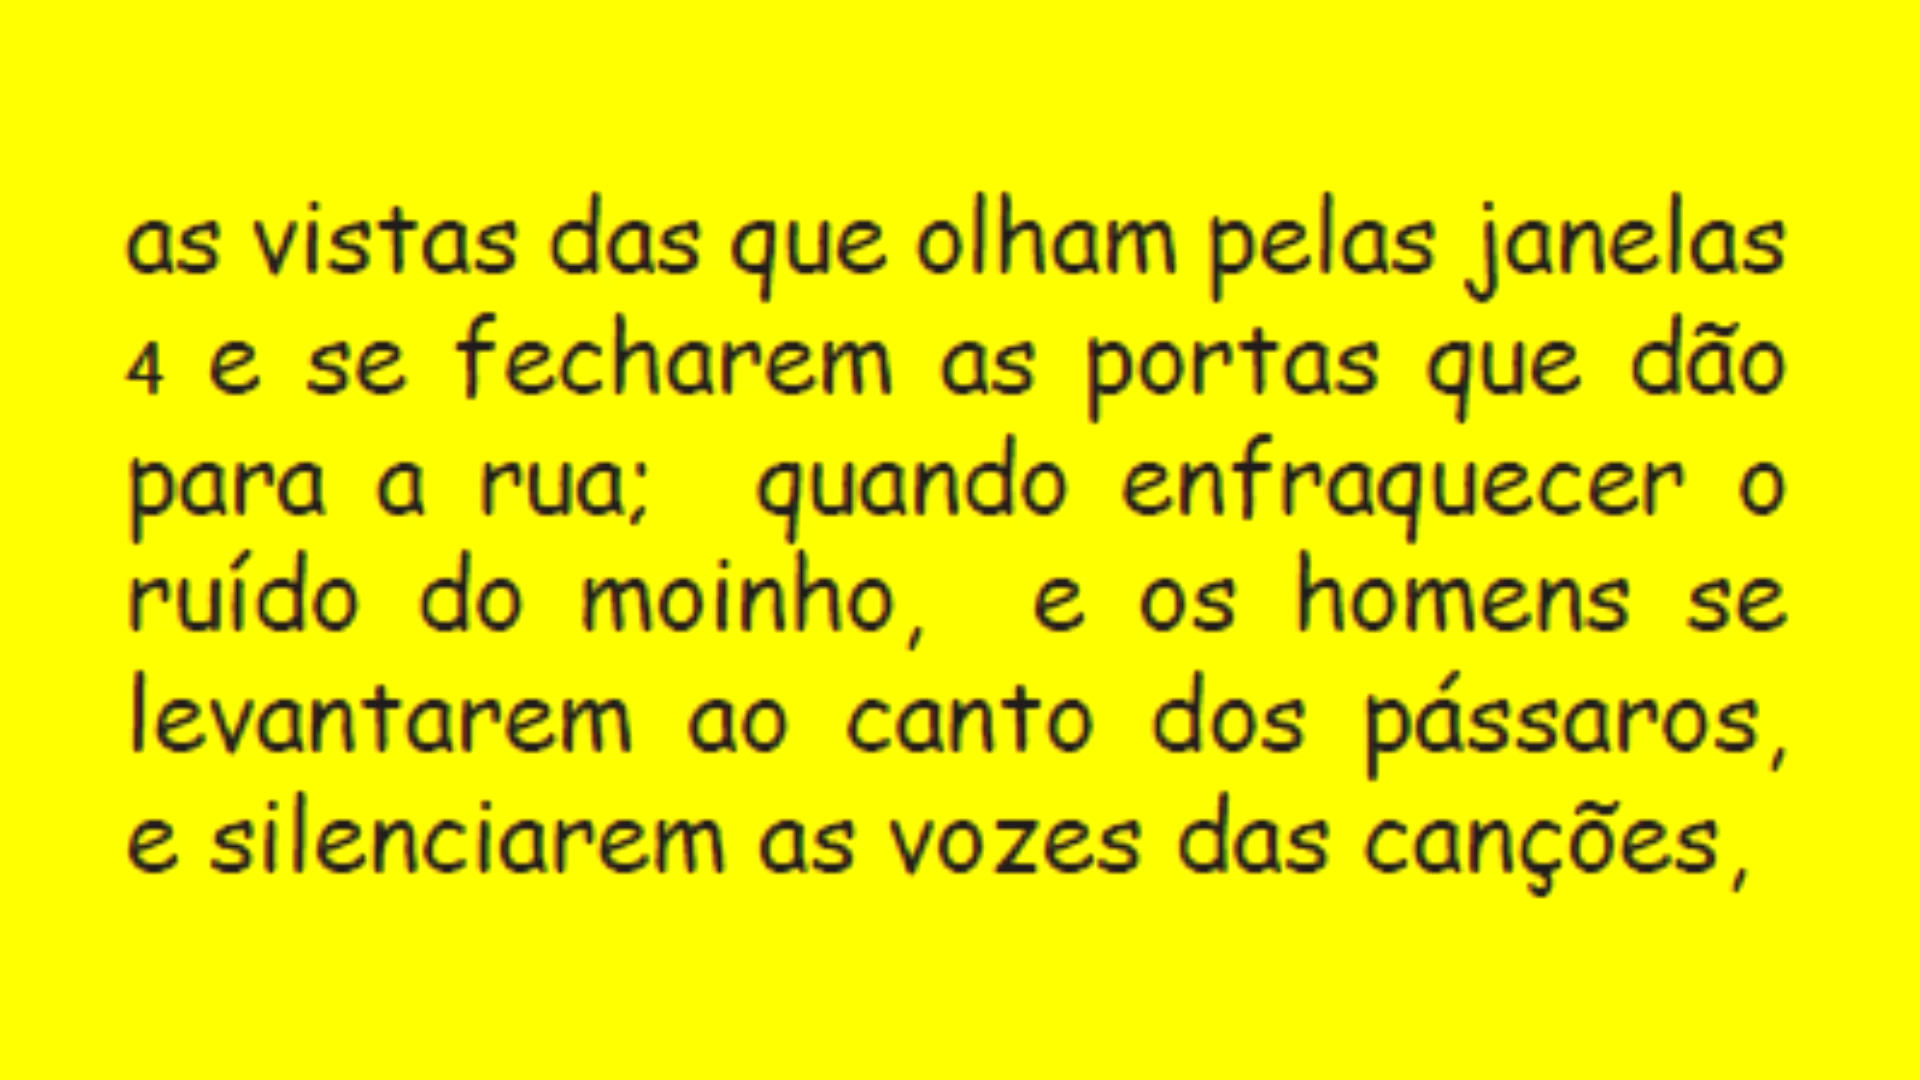 as vistas das que olham pelas janelas
4 e se fecharem as portas que dão
para a rua; quando enfraquecer o
ruído do moinho, e os homens se
levantarem ao canto dos pássaros,
e silenciarem as vozes das canções,